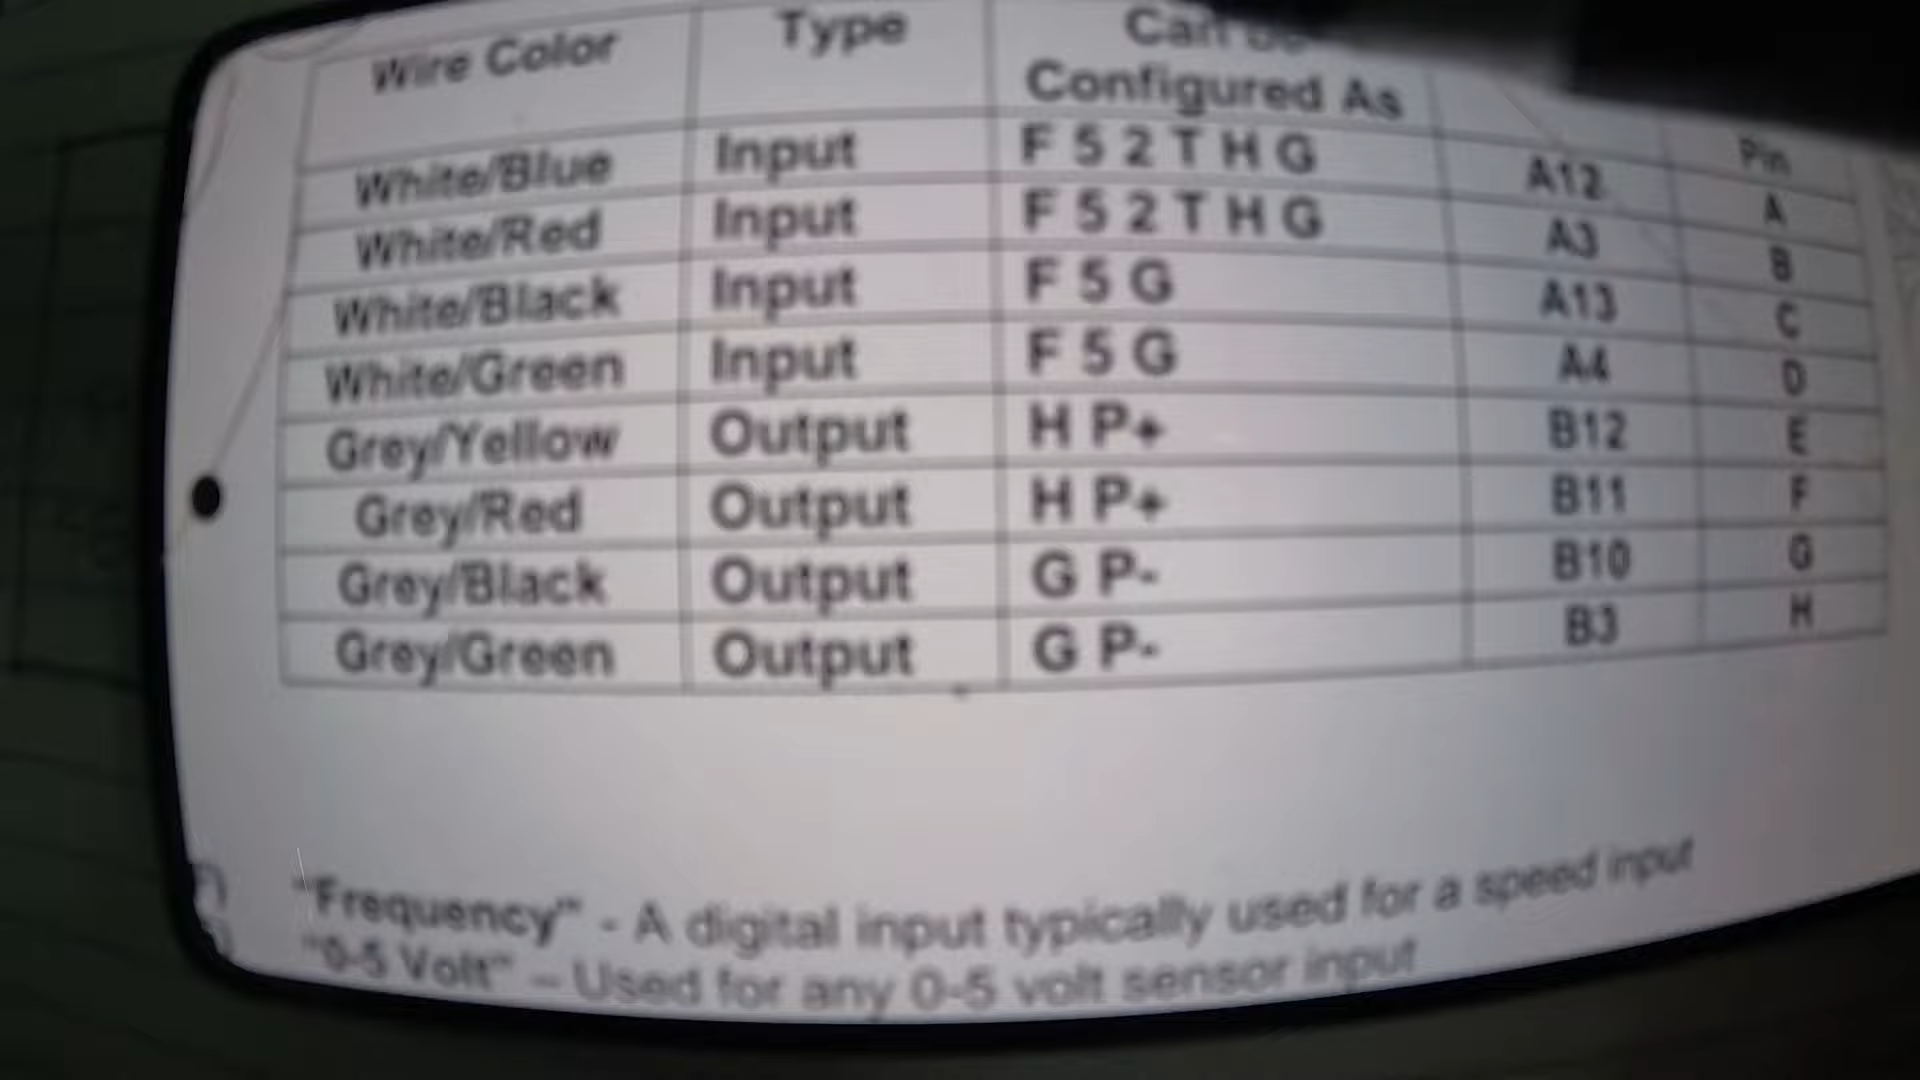 Wire Color Type Can be
Configured As
Pin
White/Blue Input F 5 2 T H G A12 A
White/Red Input F 5 2 T H G A3 B
White/Black Input F 5 G A13 C
White/Green Input F 5 G A4 D
Grey/Yellow Output H P+ B12 E
Grey/Red Output H P+ B11 F
Grey/Black Output G P- B10 G
Grey/Green Output G P- B3 H
"Frequency" - A digital input typically used for a speed input
"0-5 Volt" – Used for any 0-5 volt sensor input